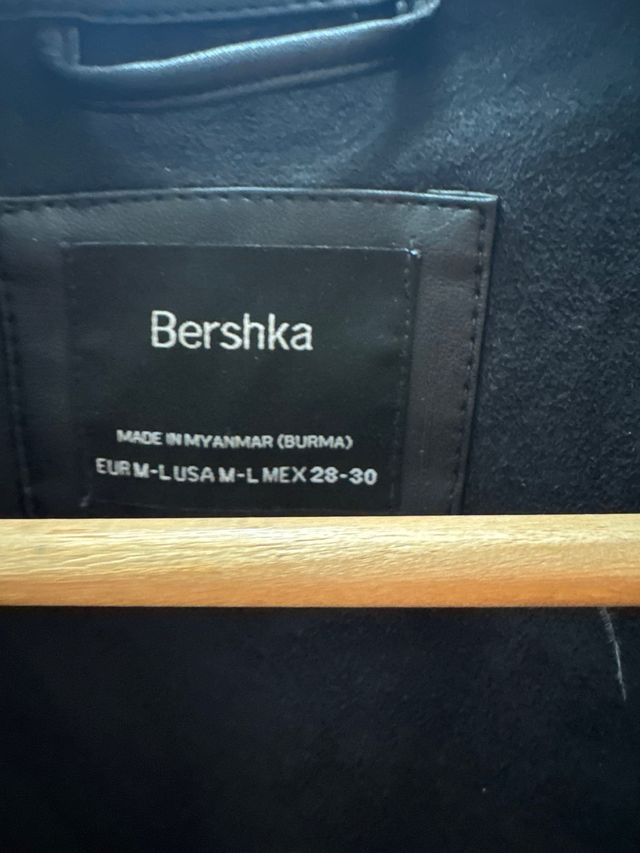 Bershka
MADE IN MYANMAR (BURMA)
EUR M-L USA M-L MEX 28-30